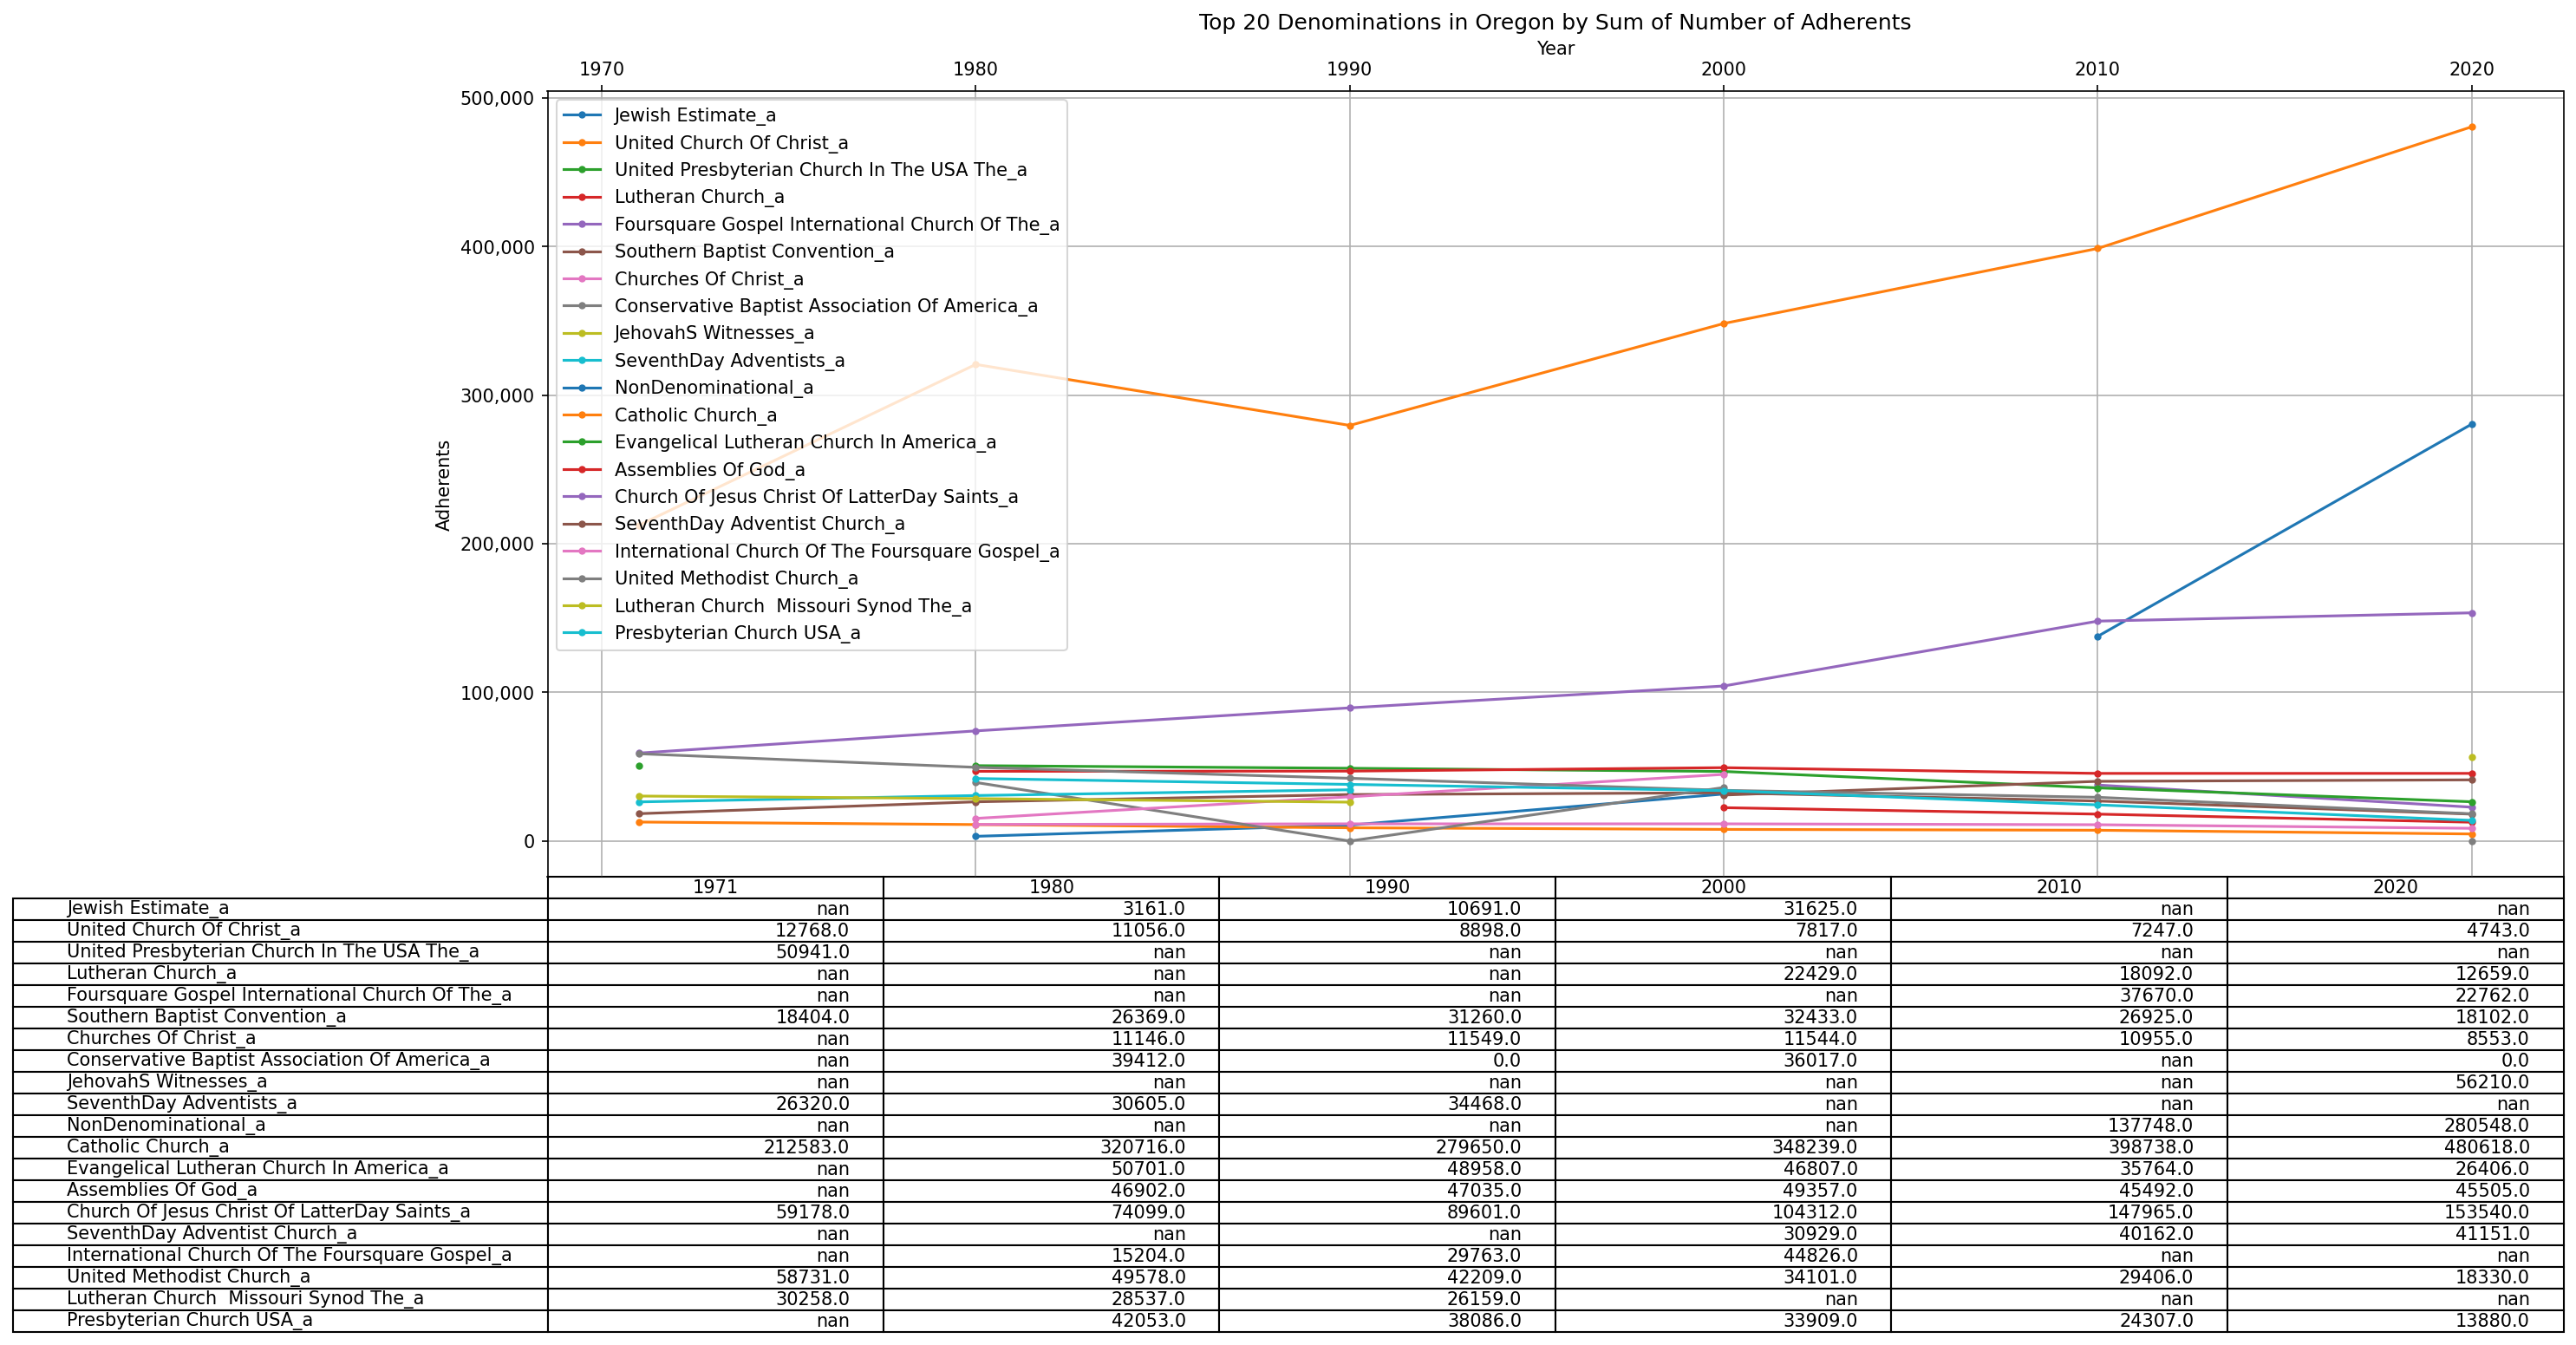 Top 20 Denominations in Oregon by Sum of Number of Adherents
Year
1970 1980 1990 2000 2010 2020
500,000
400,000
300,000
200,000
100,000
0
Adherents
Jewish Estimate_a
United Church Of Christ_a
United Presbyterian Church In The USA The_a
Lutheran Church_a
Foursquare Gospel International Church Of The_a
Southern Baptist Convention_a
Churches Of Christ_a
Conservative Baptist Association Of America_a
JehovahS Witnesses_a
SeventhDay Adventists_a
NonDenominational_a
Catholic Church_a
Evangelical Lutheran Church In America_a
Assemblies Of God_a
Church Of Jesus Christ Of LatterDay Saints_a
SeventhDay Adventist Church_a
International Church Of The Foursquare Gospel_a
United Methodist Church_a
Lutheran Church  Missouri Synod The_a
Presbyterian Church USA_a
1971 1980 1990 2000 2010 2020
Jewish Estimate_a nan 3161.0 10691.0 31625.0 nan nan
United Church Of Christ_a 12768.0 11056.0 8898.0 7817.0 7247.0 4743.0
United Presbyterian Church In The USA The_a 50941.0 nan nan nan nan nan
Lutheran Church_a nan nan nan 22429.0 18092.0 12659.0
Foursquare Gospel International Church Of The_a nan nan nan nan 37670.0 22762.0
Southern Baptist Convention_a 18404.0 26369.0 31260.0 32433.0 26925.0 18102.0
Churches Of Christ_a nan 11146.0 11549.0 11544.0 10955.0 8553.0
Conservative Baptist Association Of America_a nan 39412.0 0.0 36017.0 nan 0.0
JehovahS Witnesses_a nan nan nan nan nan 56210.0
SeventhDay Adventists_a 26320.0 30605.0 34468.0 nan nan nan
NonDenominational_a nan nan nan nan 137748.0 280548.0
Catholic Church_a 212583.0 320716.0 279650.0 348239.0 398738.0 480618.0
Evangelical Lutheran Church In America_a nan 50701.0 48958.0 46807.0 35764.0 26406.0
Assemblies Of God_a nan 46902.0 47035.0 49357.0 45492.0 45505.0
Church Of Jesus Christ Of LatterDay Saints_a 59178.0 74099.0 89601.0 104312.0 147965.0 153540.0
SeventhDay Adventist Church_a nan nan nan 30929.0 40162.0 41151.0
International Church Of The Foursquare Gospel_a nan 15204.0 29763.0 44826.0 nan nan
United Methodist Church_a 58731.0 49578.0 42209.0 34101.0 29406.0 18330.0
Lutheran Church  Missouri Synod The_a 30258.0 28537.0 26159.0 nan nan nan
Presbyterian Church USA_a nan 42053.0 38086.0 33909.0 24307.0 13880.0